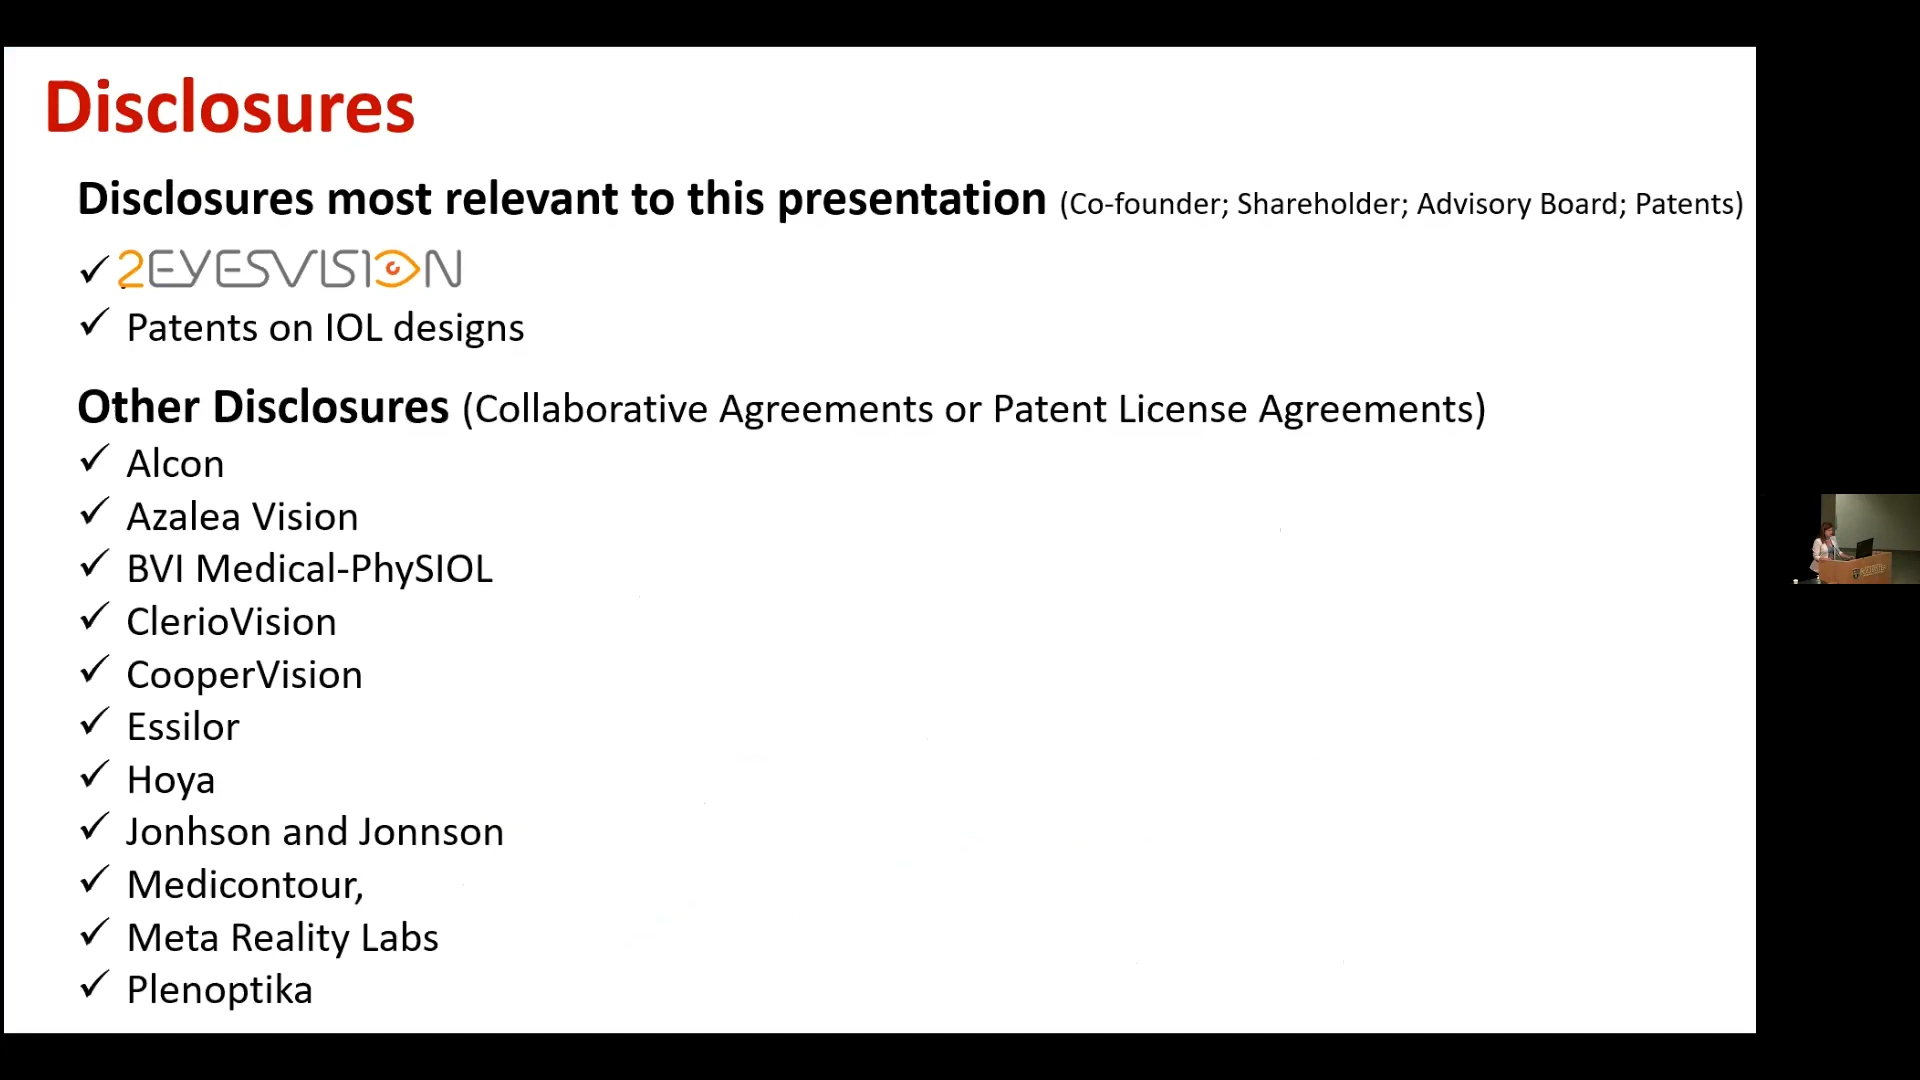 Disclosures
Disclosures most relevant to this presentation (Co-founder; Shareholder; Advisory Board; Patents)
✓ 2EYESVISION
✓ Patents on IOL designs
Other Disclosures (Collaborative Agreements or Patent License Agreements)
✓ Alcon
✓ Azalea Vision
✓ BVI Medical-PhySIOL
✓ ClerioVision
✓ CooperVision
✓ Essilor
✓ Hoya
✓ Jonhson and Jonnson
✓ Medicontour,
✓ Meta Reality Labs
✓ Plenoptika